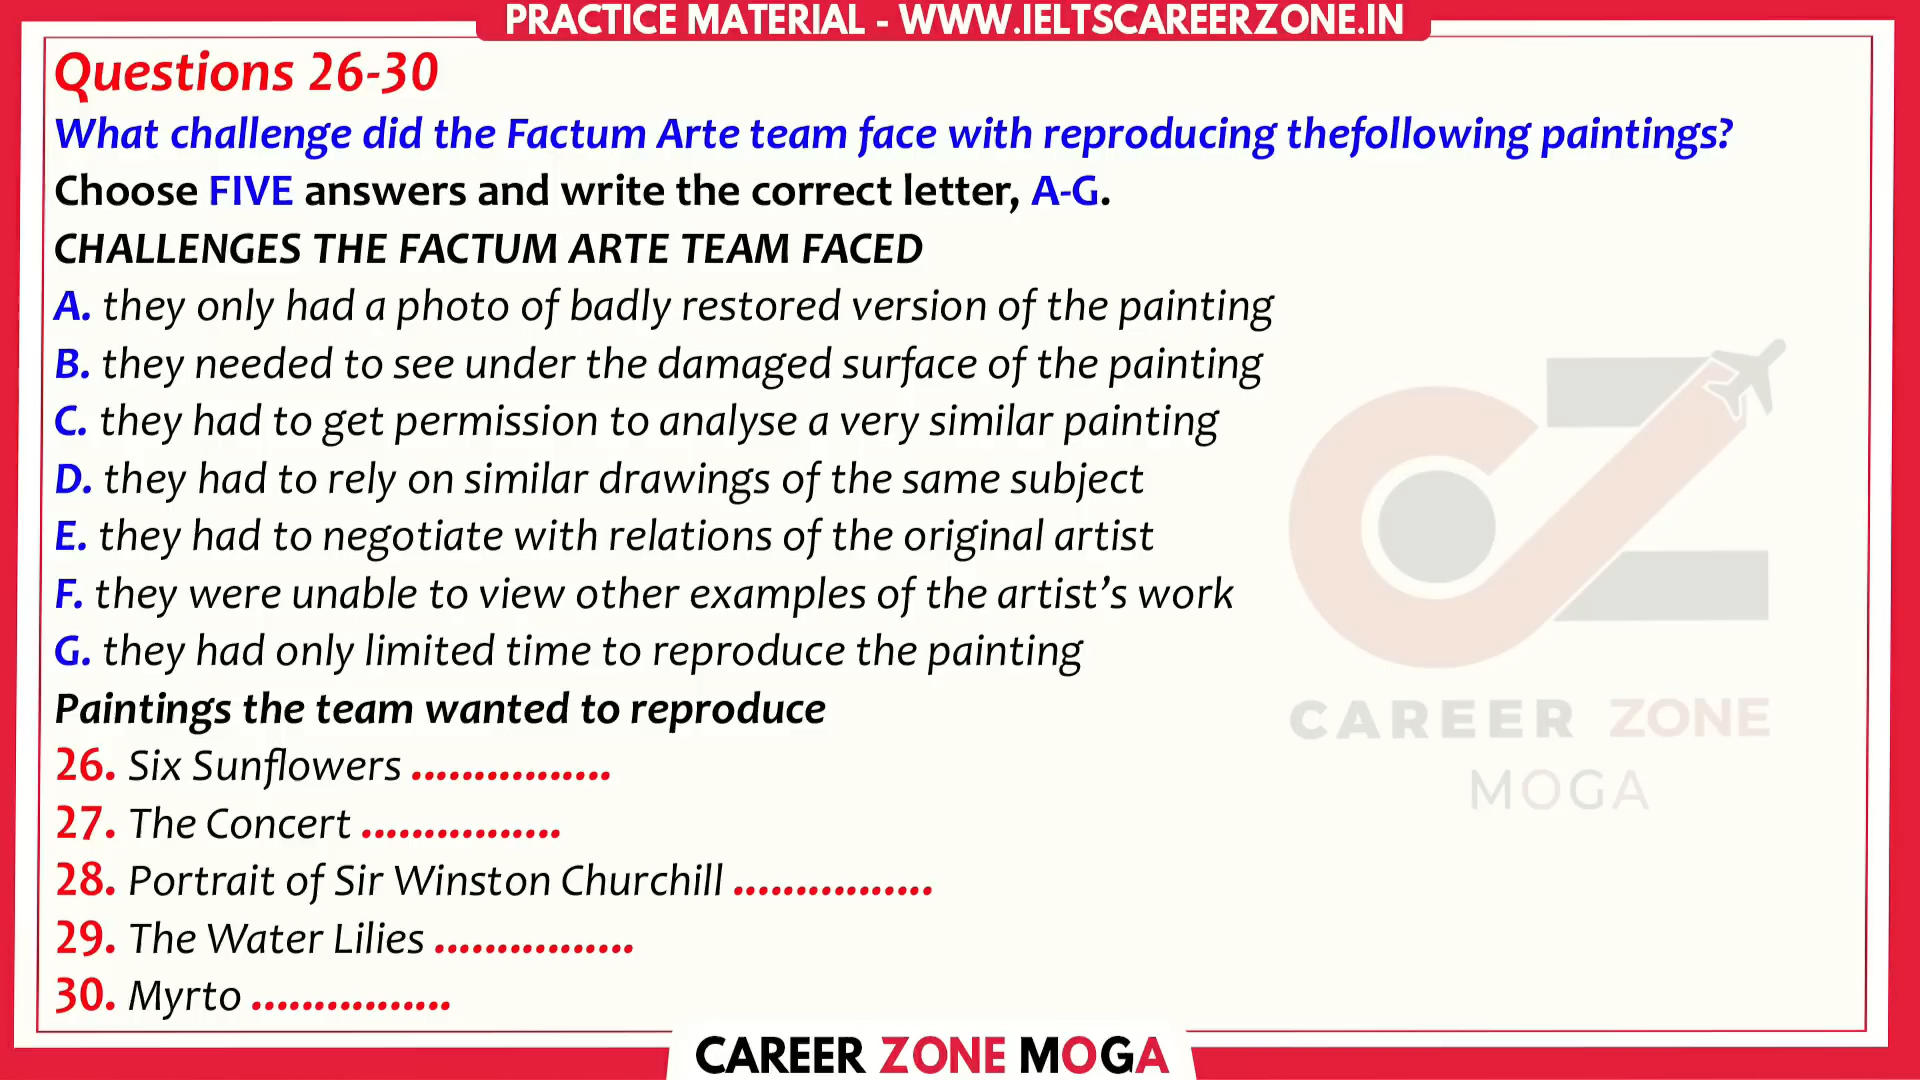 PRACTICE MATERIAL - WWW.IELTSCAREERZONE.IN
Questions 26-30
What challenge did the Factum Arte team face with reproducing thefollowing paintings?
Choose FIVE answers and write the correct letter, A-G.
CHALLENGES THE FACTUM ARTE TEAM FACED
A. they only had a photo of badly restored version of the painting
B. they needed to see under the damaged surface of the painting
C. they had to get permission to analyse a very similar painting
D. they had to rely on similar drawings of the same subject
E. they had to negotiate with relations of the original artist
F. they were unable to view other examples of the artist's work
G. they had only limited time to reproduce the painting
Paintings the team wanted to reproduce
26. Six Sunflowers ................
27. The Concert ................
28. Portrait of Sir Winston Churchill ................
29. The Water Lilies ................
30. Myrto ................
CAREER ZONE
MOGA
CAREER ZONE MOGA